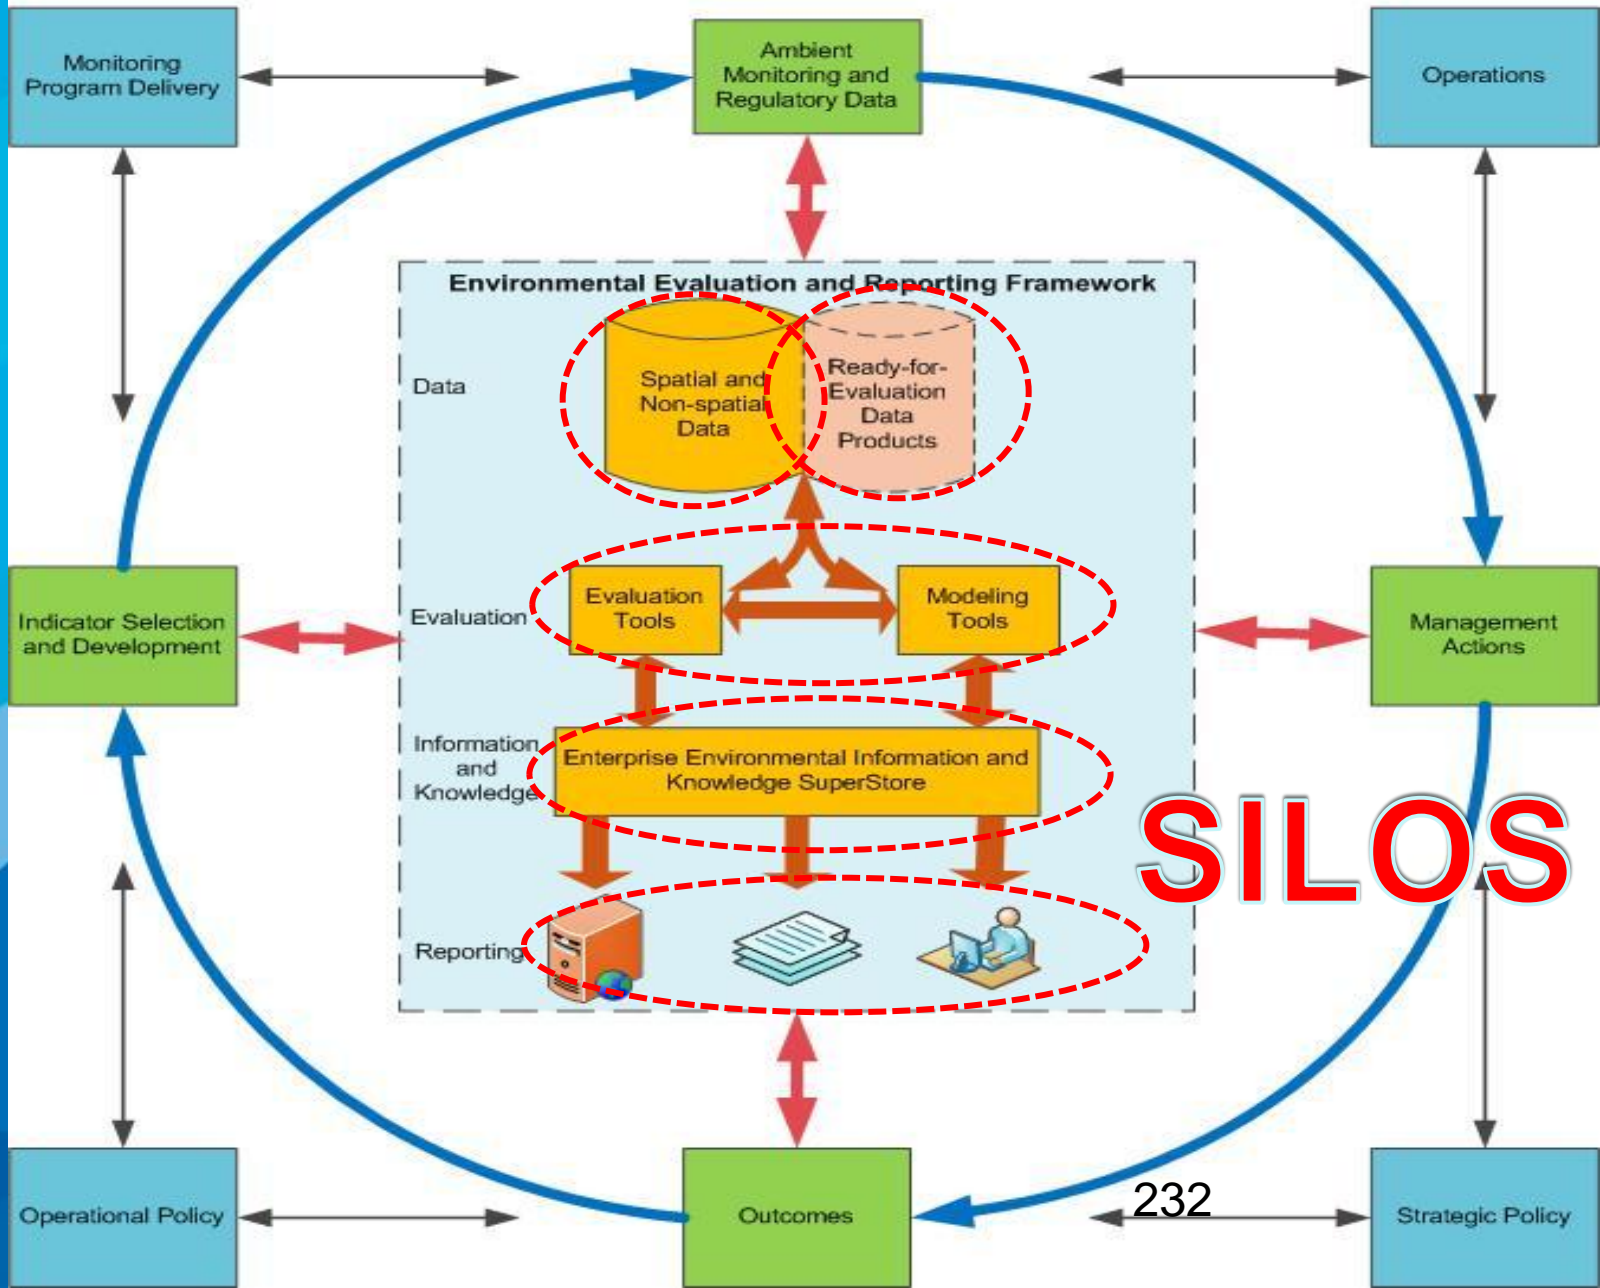 Monitoring
Program Delivery
Ambient
Monitoring and
Regulatory Data
Operations
Environmental Evaluation and Reporting Framework
Data
Spatial and
Non-spatial
Data
Ready-for-
Evaluation
Data
Products
Indicator Selection
and Development
Evaluation
Evaluation
Tools
Modeling
Tools
Management
Actions
Information
and
Knowledge
Enterprise Environmental Information and
Knowledge SuperStore
SILOS
Reporting
Operational Policy
Outcomes
232
Strategic Policy